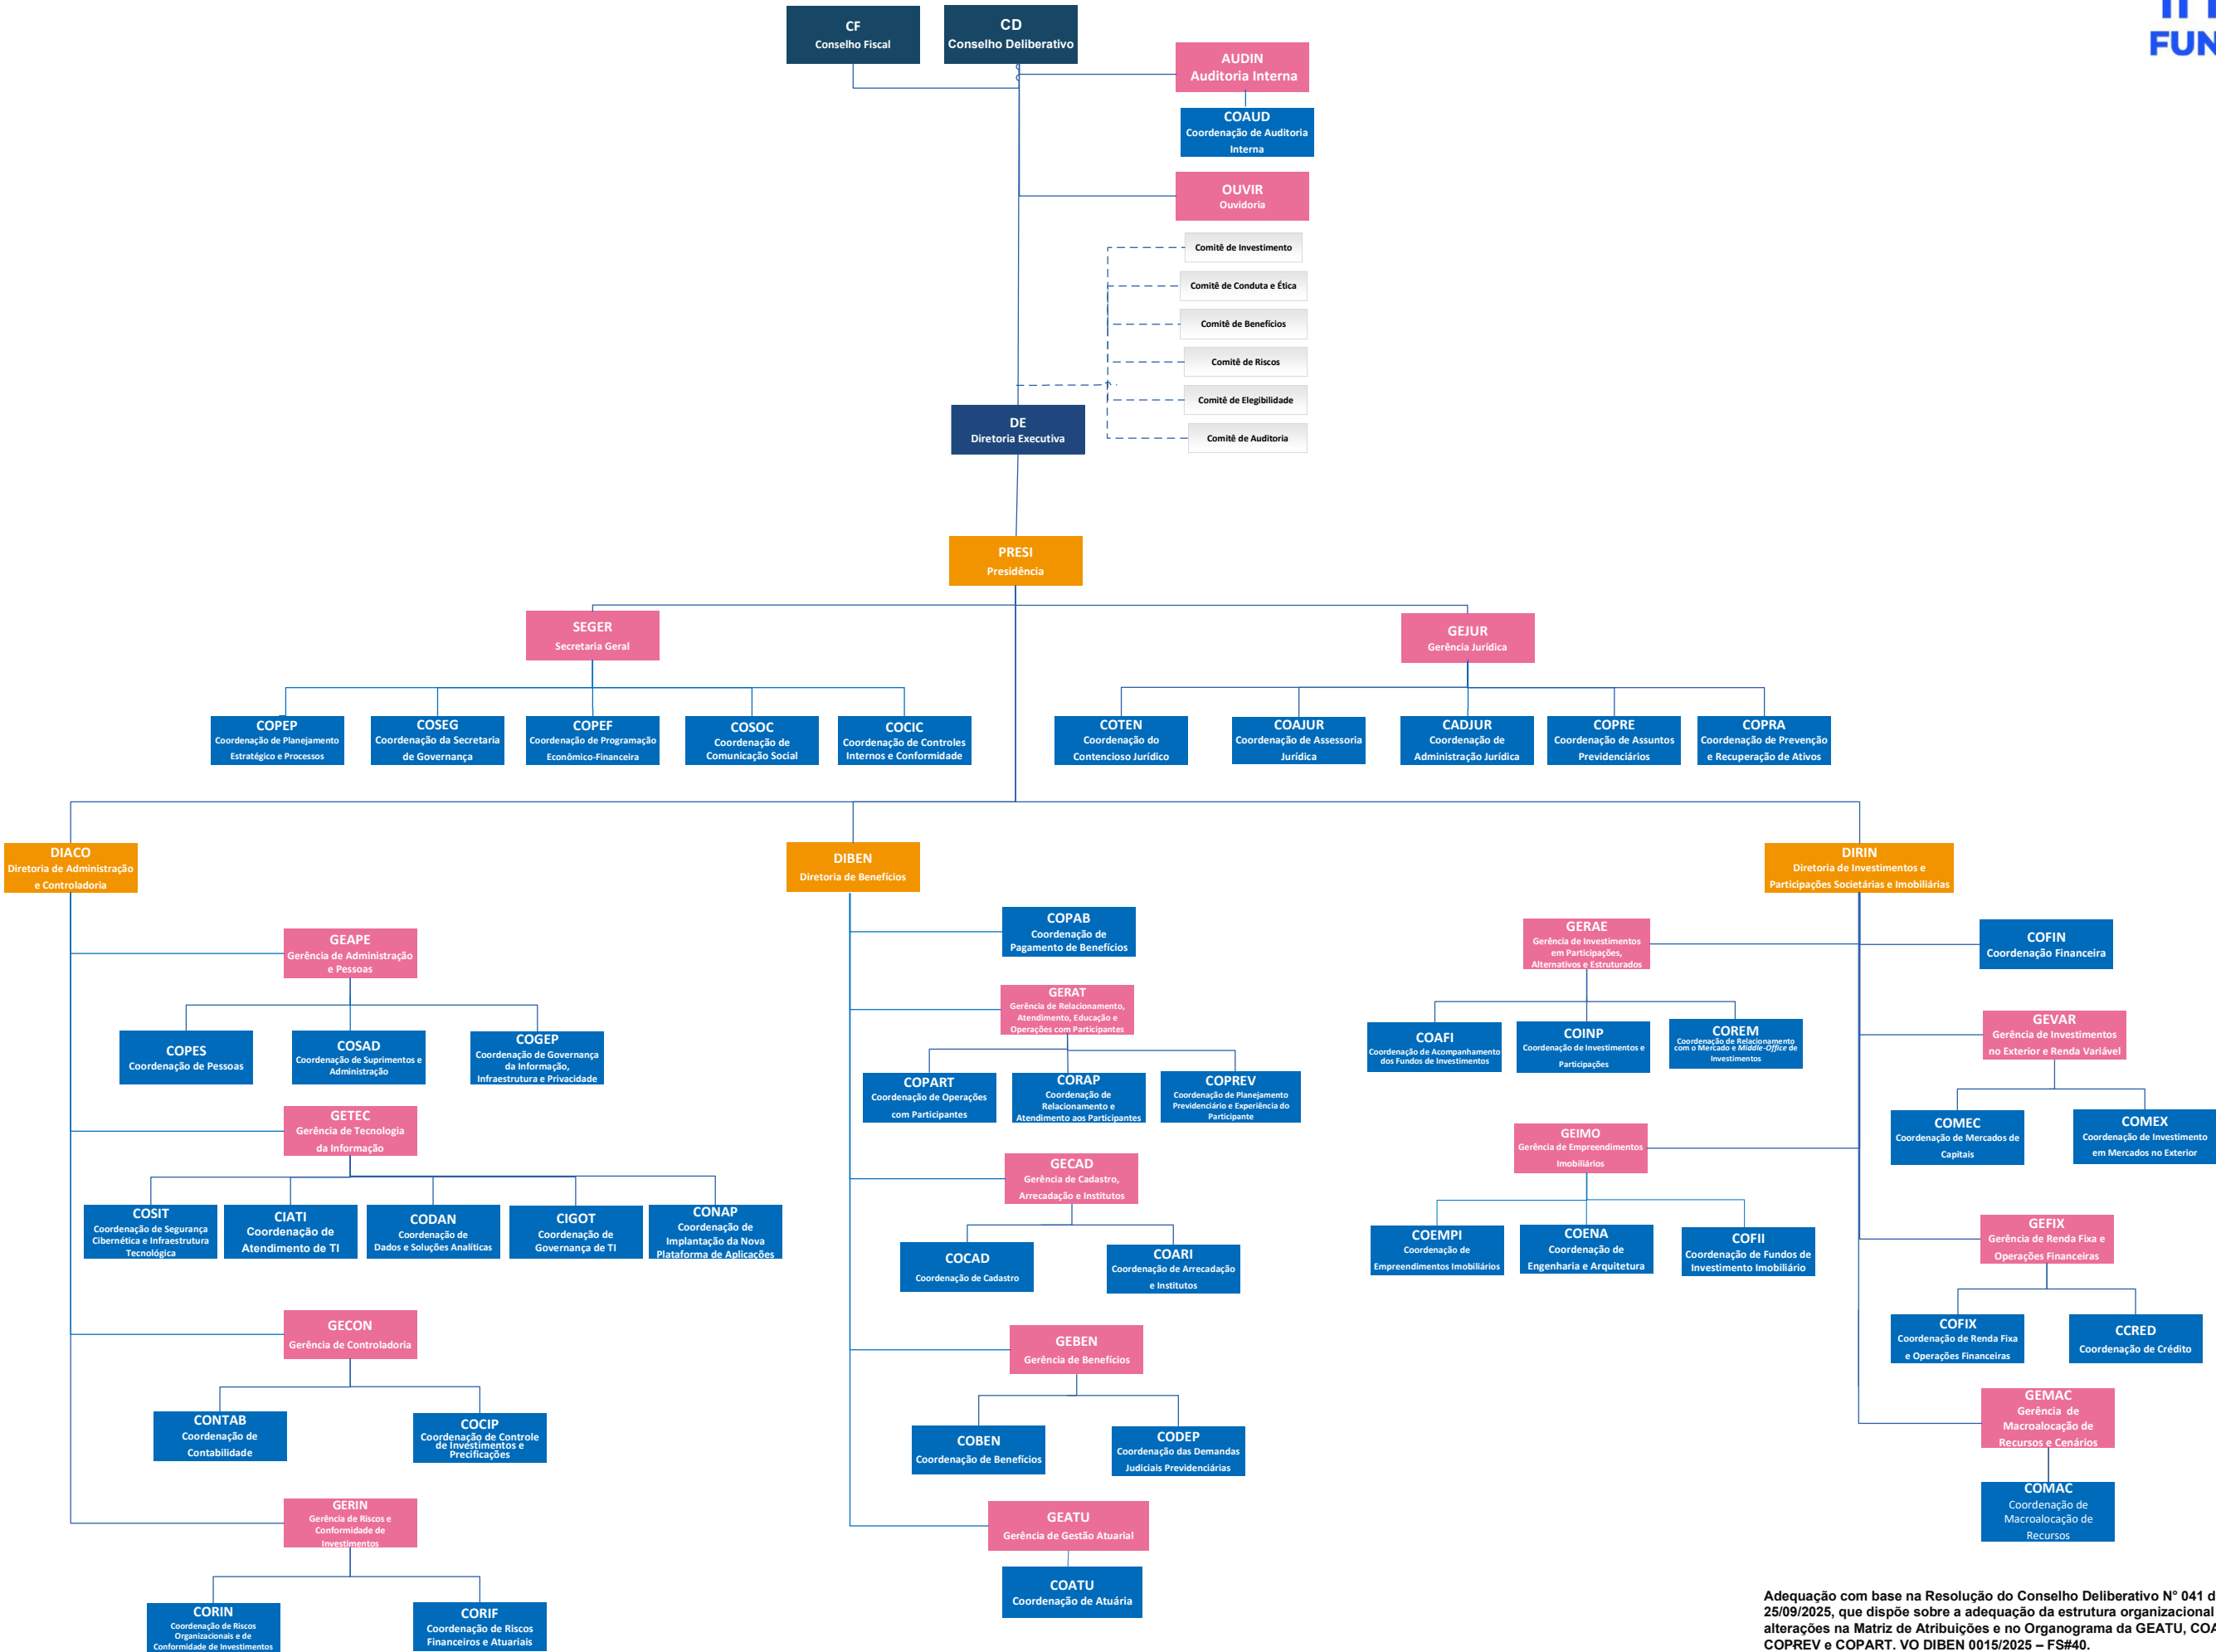 CF
Conselho Fiscal
CD
Conselho Deliberativo
FUN
AUDIN
Auditoria Interna
COAUD
Coordenação de Auditoria
Interna
OUVIR
Ouvidoria
Comitê de Investimento
Comitê de Conduta e Ética
Comitê de Benefícios
Comitê de Riscos
Comitê de Elegibilidade
Comitê de Auditoria
DE
Diretoria Executiva
PRESI
Presidência
SEGER
Secretaria Geral
GEJUR
Gerência Jurídica
COPEP
Coordenação de Planejamento
Estratégico e Processos
COSEG
Coordenação da Secretaria
de Governança
COPEF
Coordenação de Programação
Econômico-Financeira
COSOC
Coordenação de
Comunicação Social
COCIC
Coordenação de Controles
Internos e Conformidade
COTEN
Coordenação do
Contencioso Jurídico
COAJUR
Coordenação de Assessoria
Jurídica
CADJUR
Coordenação de
Administração Jurídica
COPRE
Coordenação de Assuntos
Previdenciários
COPRA
Coordenação de Prevenção
e Recuperação de Ativos
DIACO
Diretoria de Administração
e Controladoria
GEAPE
Gerência de Administração
e Pessoas
COPES
Coordenação de Pessoas
COSAD
Coordenação de Suprimentos e
Administração
COGEP
Coordenação de Governança
da Informação,
Infraestrutura e Privacidade
GETEC
Gerência de Tecnologia
da Informação
COSIT
Coordenação de Segurança
Cibernética e Infraestrutura
Tecnológica
CIATI
Coordenação de
Atendimento de TI
CODAN
Coordenação de
Dados e Soluções Analíticas
CIGOT
Coordenação de
Governança de TI
CONAP
Coordenação de
Implantação da Nova
Plataforma de Aplicações
GECON
Gerência de Controladoria
CONTAB
Coordenação de
Contabilidade
COCIP
Coordenação de Controle
de Investimentos e
Precificações
GERIN
Gerência de Riscos e
Conformidade de
Investimentos
CORIN
Coordenação de Riscos
Organizacionais e de
Conformidade de Investimentos
CORIF
Coordenação de Riscos
Financeiros e Atuariais
DIBEN
Diretoria de Benefícios
COPAB
Coordenação de
Pagamento de Benefícios
GERAT
Gerência de Relacionamento,
Atendimento, Educação e
Operações com Participantes
COPART
Coordenação de Operações
com Participantes
CORAP
Coordenação de
Relacionamento e
Atendimento aos Participantes
COPREV
Coordenação de Planejamento
Previdenciário e Experiência do
Participante
GECAD
Gerência de Cadastro,
Arrecadação e Institutos
COCAD
Coordenação de Cadastro
COARI
Coordenação de Arrecadação
e Institutos
GEBEN
Gerência de Benefícios
COBEN
Coordenação de Benefícios
CODEP
Coordenação das Demandas
Judiciais Previdenciárias
GEATU
Gerência de Gestão Atuarial
COATU
Coordenação de Atuária
DIRIN
Diretoria de Investimentos e
Participações Societárias e Imobiliárias
GERAE
Gerência de Investimentos
em Participações,
Alternativos e Estruturados
COAFI
Coordenação de Acompanhamento
dos Fundos de Investimentos
COINP
Coordenação de Investimentos e
Participações
COREM
Coordenação de Relacionamento
com o Mercado e Middle-Office de
Investimentos
GEIMO
Gerência de Empreendimentos
Imobiliários
COEMPI
Coordenação de
Empreendimentos Imobiliários
COENA
Coordenação de
Engenharia e Arquitetura
COFII
Coordenação de Fundos de
Investimento Imobiliário
COFIN
Coordenação Financeira
GEVAR
Gerência de Investimentos
no Exterior e Renda Variável
COMEC
Coordenação de Mercados de
Capitais
COMEX
Coordenação de Investimento
em Mercados no Exterior
GEFIX
Gerência de Renda Fixa e
Operações Financeiras
COFIX
Coordenação de Renda Fixa
e Operações Financeiras
CCRED
Coordenação de Crédito
GEMAC
Gerência de
Macroalocação de
Recursos e Cenários
COMAC
Coordenação de
Macroalocação de
Recursos
Adequação com base na Resolução do Conselho Deliberativo N° 041 d
25/09/2025, que dispõe sobre a adequação da estrutura organizacional
alterações na Matriz de Atribuições e no Organograma da GEATU, COA
COPREV e COPART. VO DIBEN 0015/2025 – FS#40.